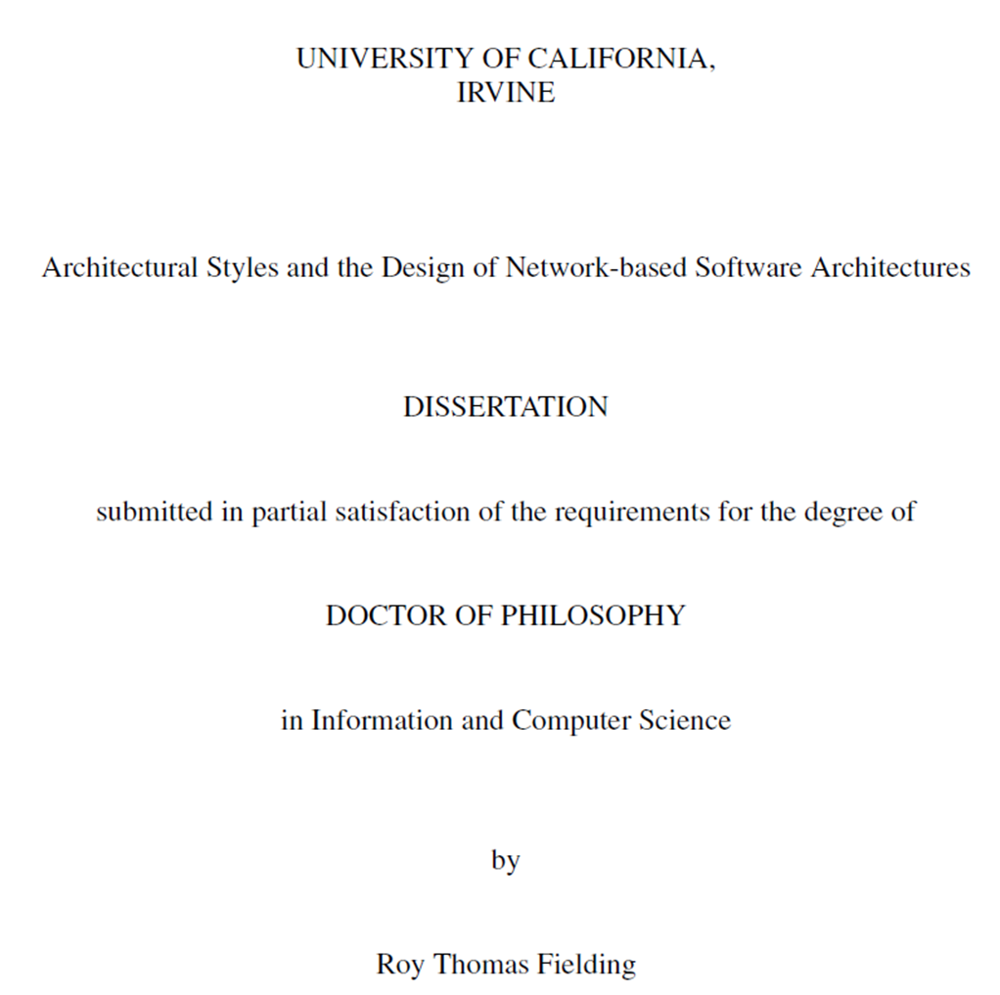 UNIVERSITY OF CALIFORNIA,
IRVINE
Architectural Styles and the Design of Network-based Software Architectures
DISSERTATION
submitted in partial satisfaction of the requirements for the degree of
DOCTOR OF PHILOSOPHY
in Information and Computer Science
by
Roy Thomas Fielding